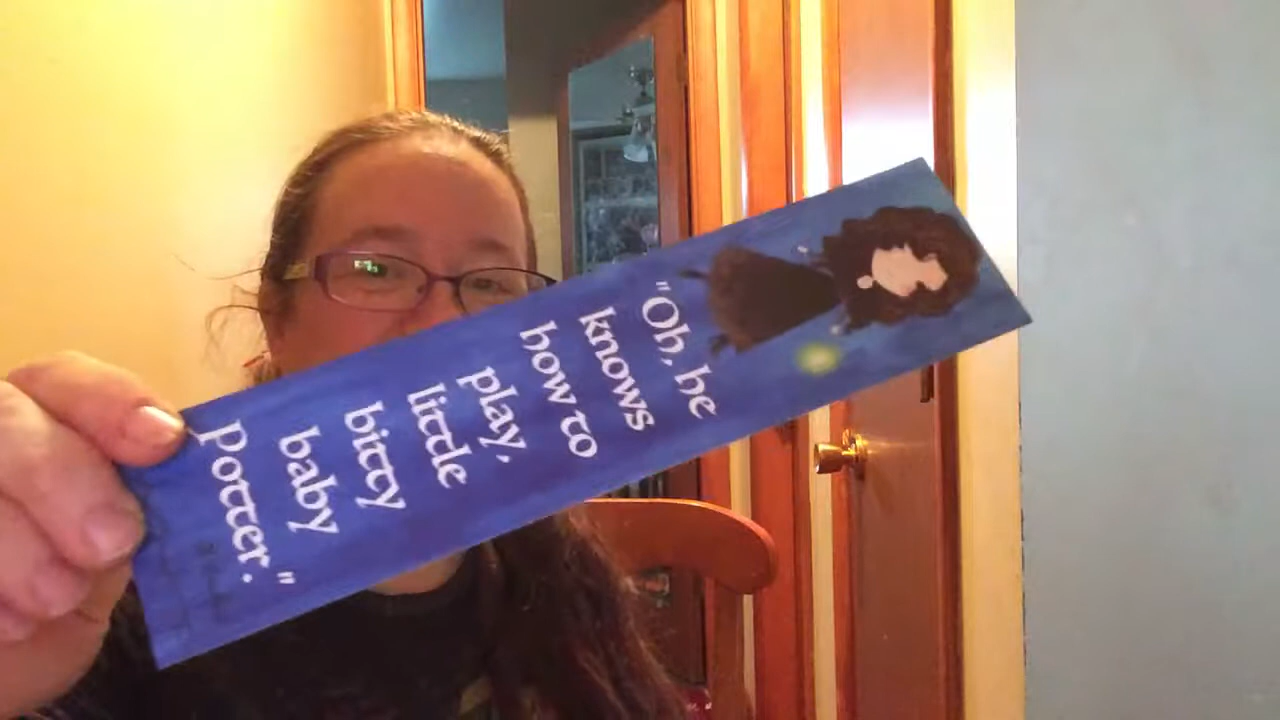 "Oh, he
knows
how to
play,
little
bitty
baby
Potter."